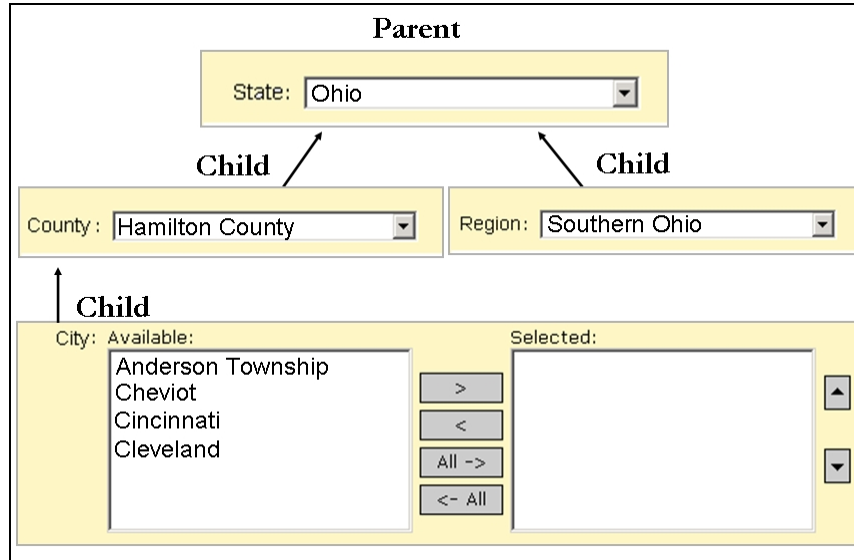 Parent
State: Ohio
Child
Child
County : Hamilton County
Region: Southern Ohio
Child
City: Available:
Selected:
Anderson Township
Cheviot
Cincinnati
Cleveland
>
<
All ->
<- All